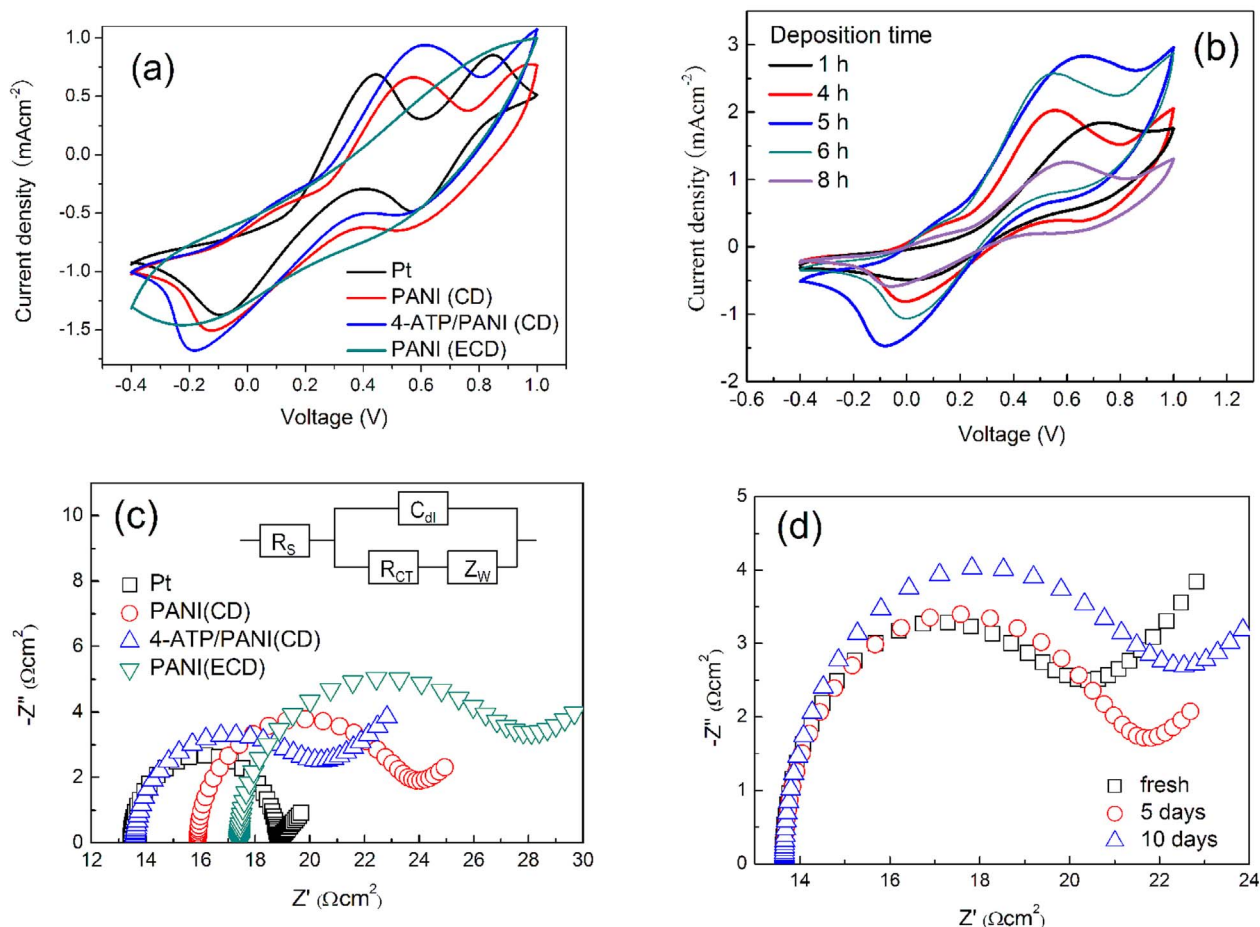 (a)
Current density (mAcm-2)
1.0
0.5
0.0
-0.5
-1.0
-1.5
Pt
PANI (CD)
4-ATP/PANI (CD)
PANI (ECD)
-0.4 -0.2 0.0 0.2 0.4 0.6 0.8 1.0
Voltage (V)
(b)
Current density (mAcm-2)
3
2
1
0
-1
-2
Deposition time
1 h
4 h
5 h
6 h
8 h
-0.6 -0.4 -0.2 0.0 0.2 0.4 0.6 0.8 1.0 1.2
Voltage (V)
(c)
-Z" (Ωcm2)
10
8
6
4
2
0
Cdl
RS
RCT ZW
Pt
PANI(CD)
4-ATP/PANI(CD)
PANI(ECD)
12 14 16 18 20 22 24 26 28 30
Z' (Ωcm2)
(d)
-Z" (Ωcm2)
5
4
3
2
1
0
fresh
5 days
10 days
14 16 18 20 22 24
Z' (Ωcm2)